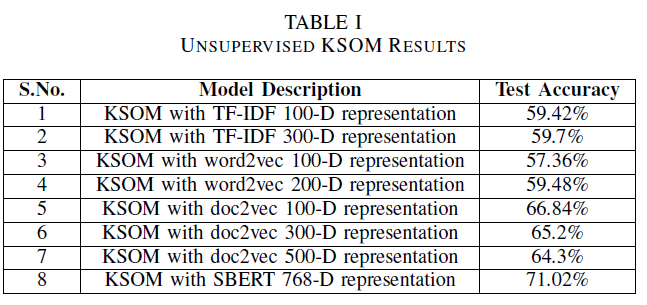 TABLE I
UNSUPERVISED KSOM RESULTS
S.No. Model Description Test Accuracy
1 KSOM with TF-IDF 100-D representation 59.42%
2 KSOM with TF-IDF 300-D representation 59.7%
3 KSOM with word2vec 100-D representation 57.36%
4 KSOM with word2vec 200-D representation 59.48%
5 KSOM with doc2vec 100-D representation 66.84%
6 KSOM with doc2vec 300-D representation 65.2%
7 KSOM with doc2vec 500-D representation 64.3%
8 KSOM with SBERT 768-D representation 71.02%